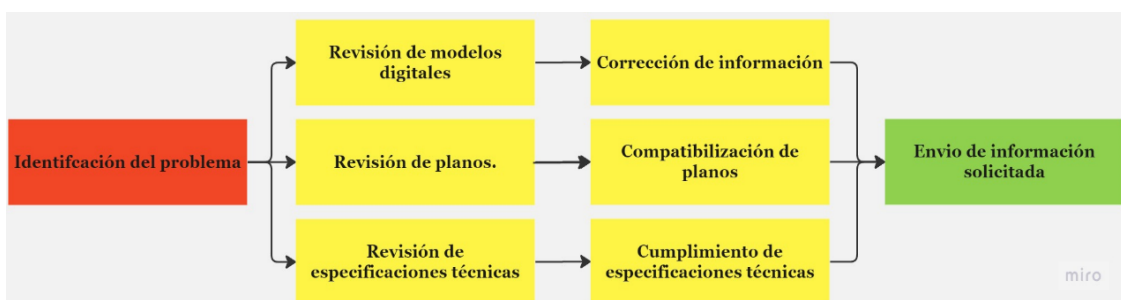 Revisión de modelos
digitales
Corrección de información
Identifcación del problema
Revisión de planos.
Compatibilización de
planos
Envio de información
solicitada
Revisión de
especificaciones técnicas
Cumplimiento de
especificaciones técnicas
miro